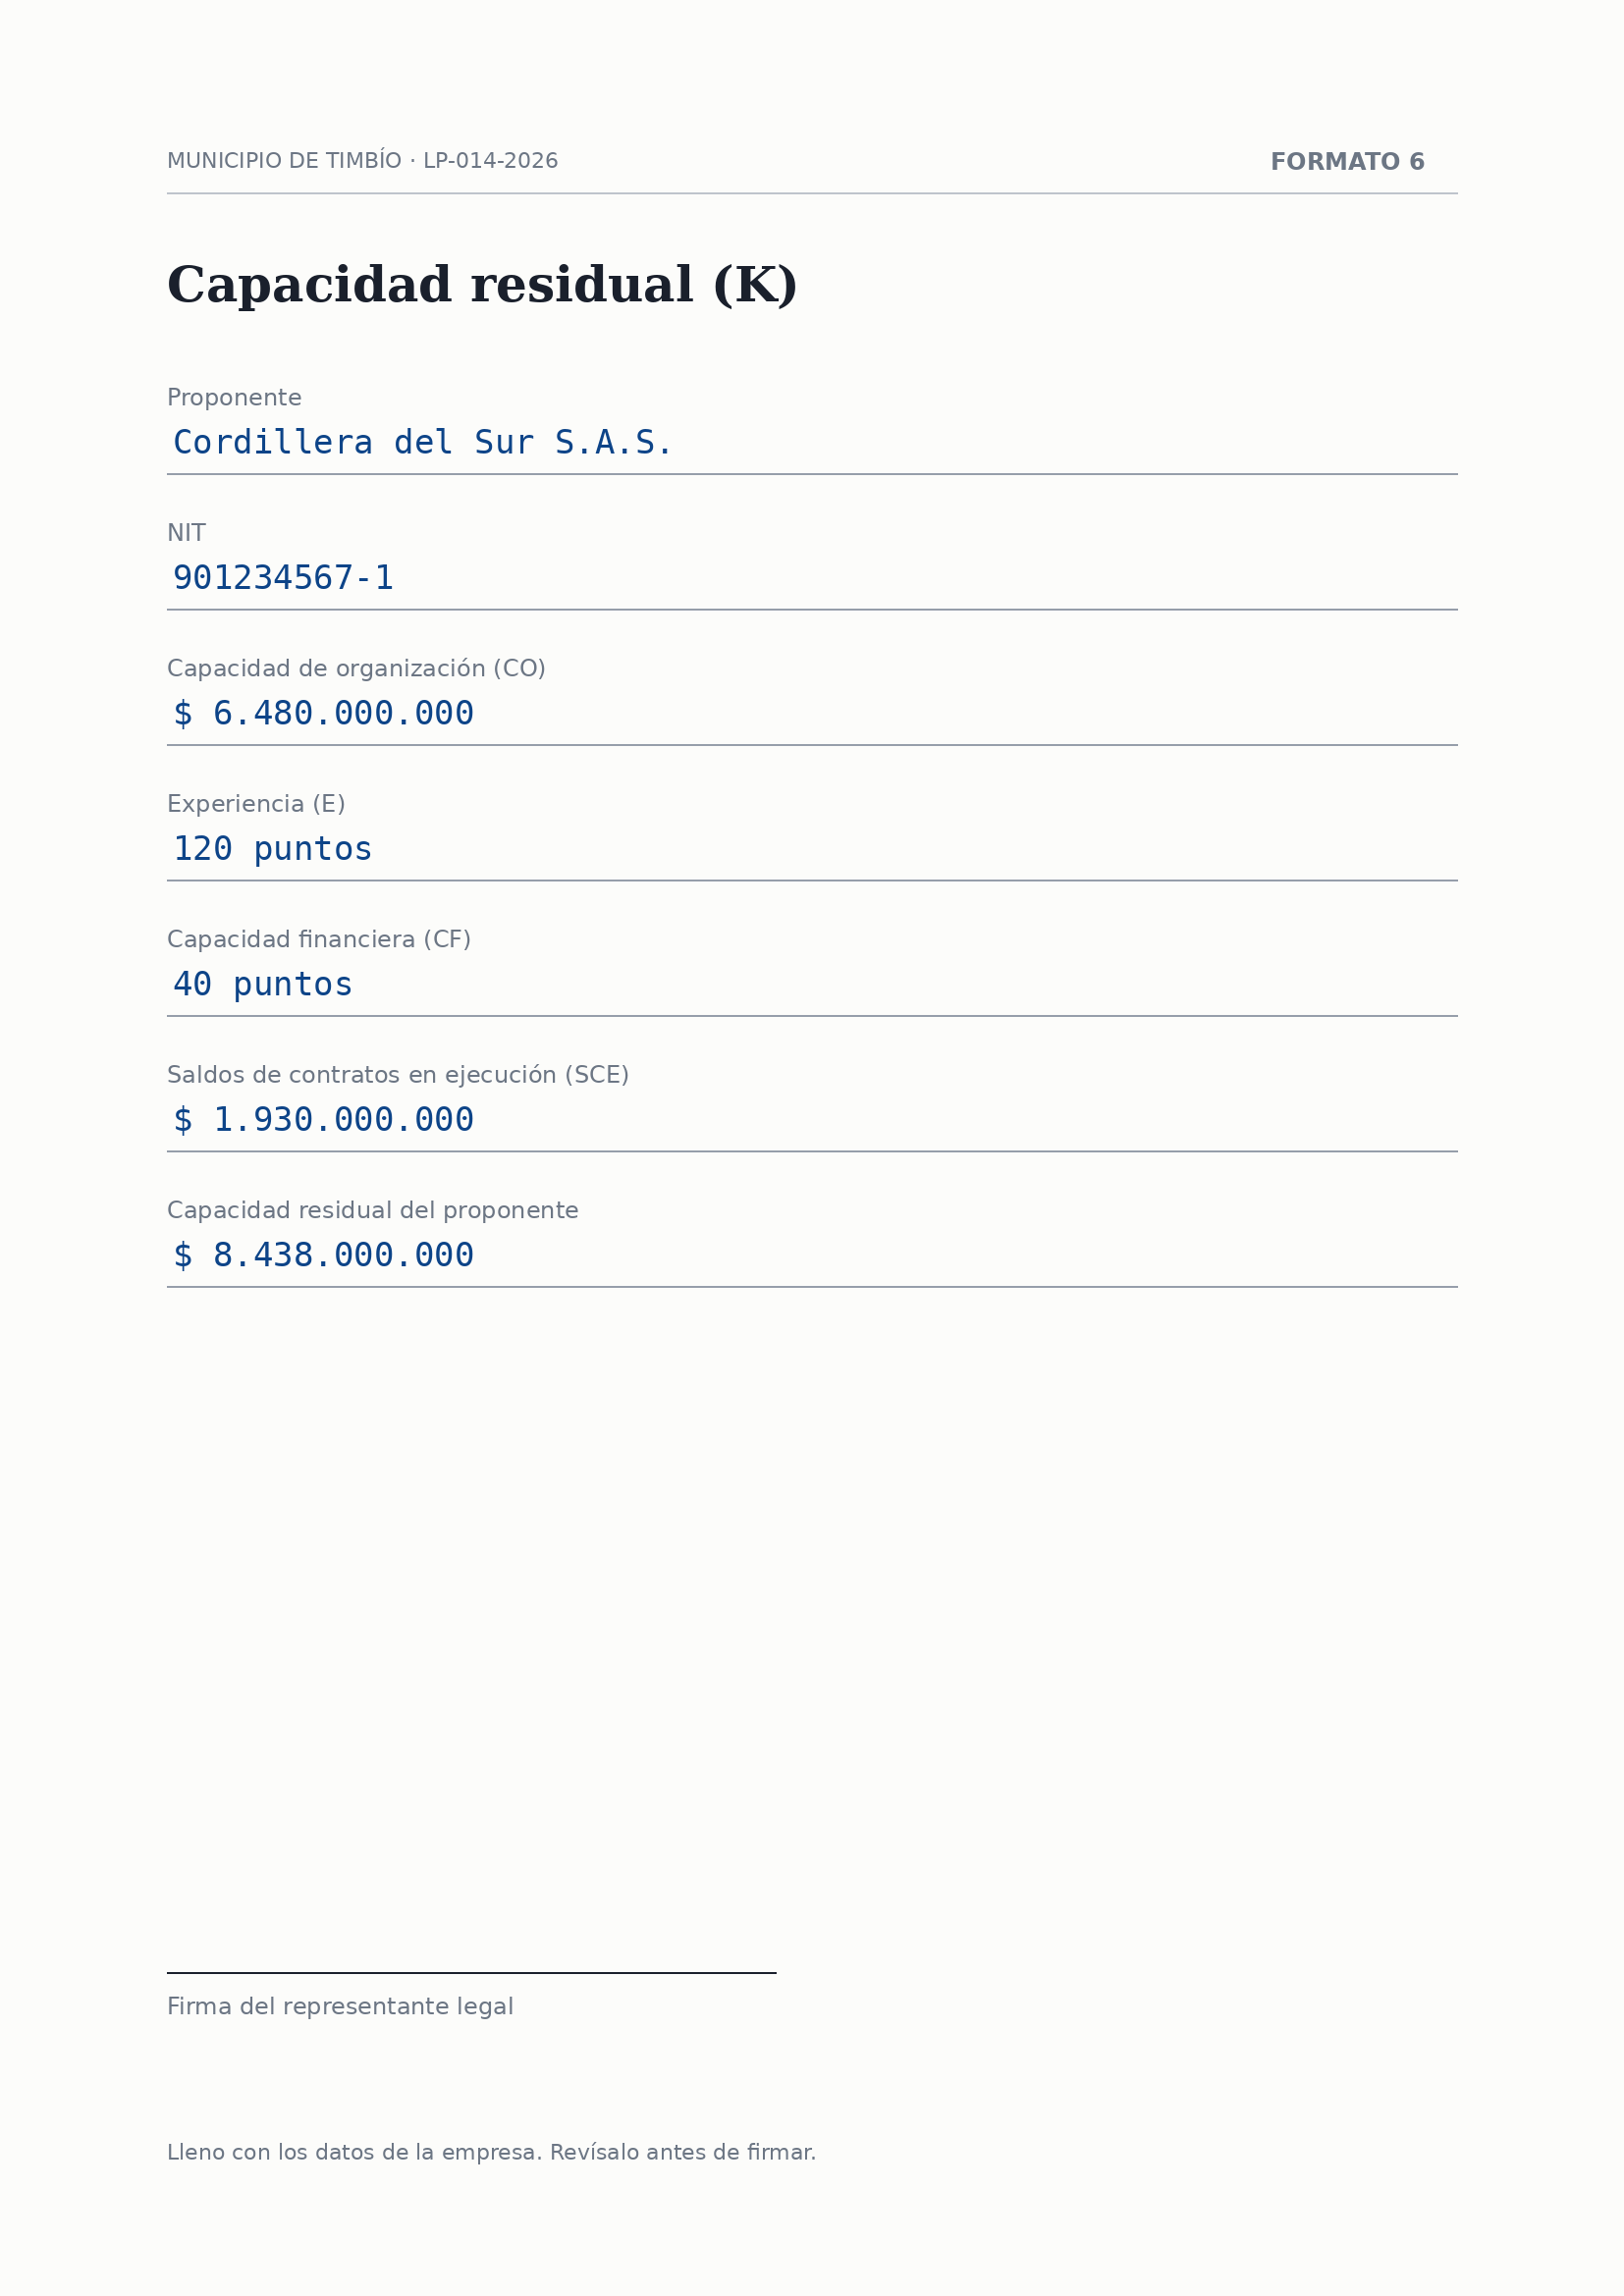 MUNICIPIO DE TIMBÍO · LP-014-2026
FORMATO 6
Capacidad residual (K)
Proponente
Cordillera del Sur S.A.S.
NIT
901234567-1
Capacidad de organización (CO)
$ 6.480.000.000
Experiencia (E)
120 puntos
Capacidad financiera (CF)
40 puntos
Saldos de contratos en ejecución (SCE)
$ 1.930.000.000
Capacidad residual del proponente
$ 8.438.000.000
Firma del representante legal
Lleno con los datos de la empresa. Revísalo antes de firmar.